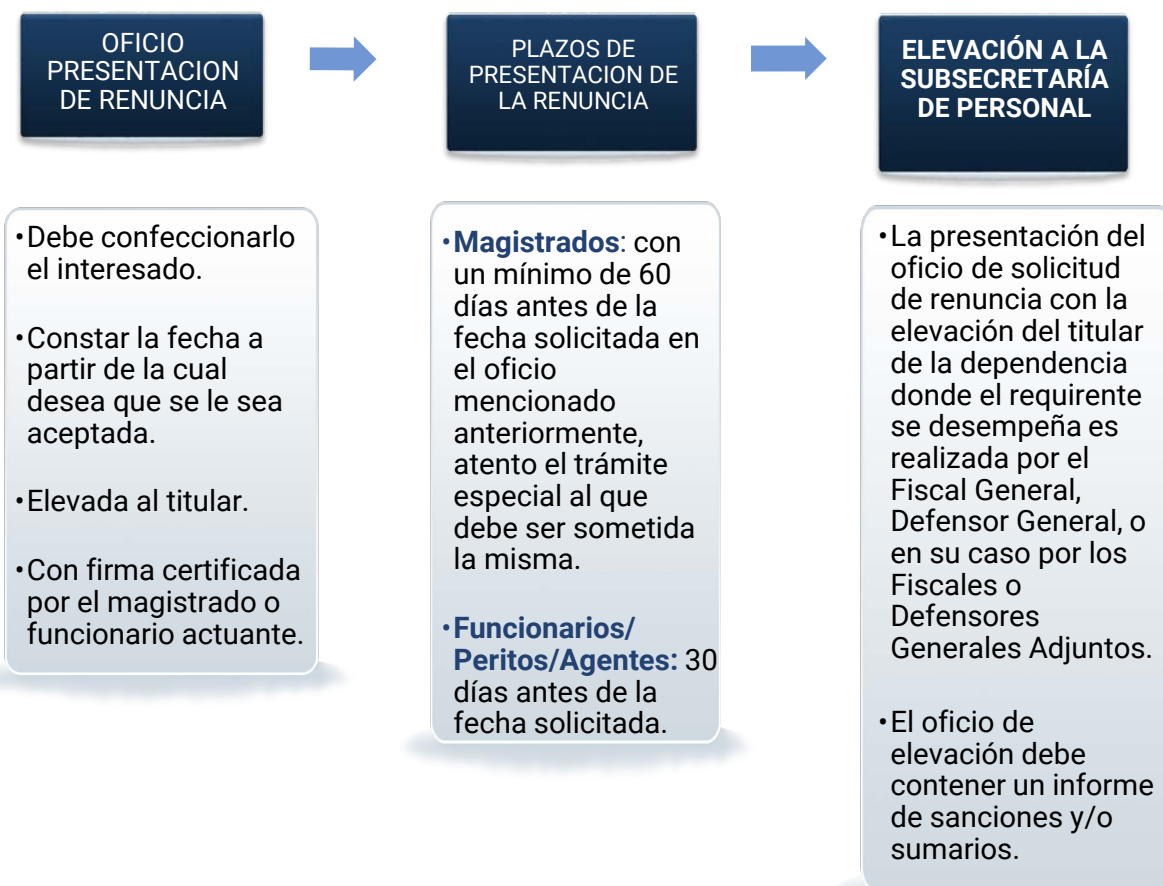 OFICIO
PRESENTACION
DE RENUNCIA
PLAZOS DE
PRESENTACION DE
LA RENUNCIA
ELEVACIÓN A LA
SUBSECRETARÍA
DE PERSONAL
•Debe confeccionarlo
el interesado.
•Constar la fecha a
partir de la cual
desea que se le sea
aceptada.
•Elevada al titular.
•Con firma certificada
por el magistrado o
funcionario actuante.
•Magistrados: con
un mínimo de 60
días antes de la
fecha solicitada en
el oficio
mencionado
anteriormente,
atento el trámite
especial al que
debe ser sometida
la misma.
•Funcionarios/
Peritos/Agentes: 30
días antes de la
fecha solicitada.
•La presentación del
oficio de solicitud
de renuncia con la
elevación del titular
de la dependencia
donde el requirente
se desempeña es
realizada por el
Fiscal General,
Defensor General, o
en su caso por los
Fiscales o
Defensores
Generales Adjuntos.
•El oficio de
elevación debe
contener un informe
de sanciones y/o
sumarios.